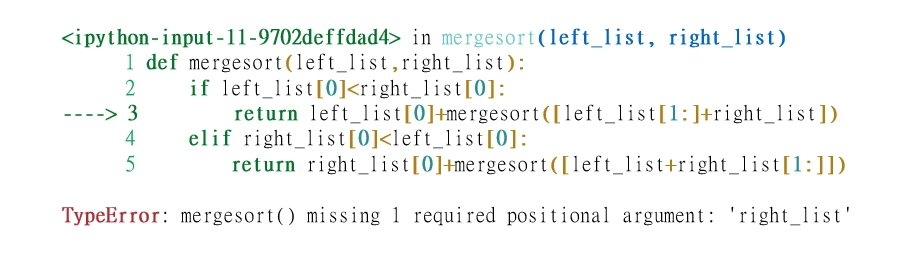 <ipython-input-11-9702deffdad4> in mergesort(left_list, right_list)
1 def mergesort(left_list,right_list):
2 if left_list[0]<right_list[0]:
----> 3 return left_list[0]+mergesort([left_list[1:]+right_list])
4 elif right_list[0]<left_list[0]:
5 return right_list[0]+mergesort([left_list+right_list[1:]])
TypeError: mergesort() missing 1 required positional argument: 'right_list'